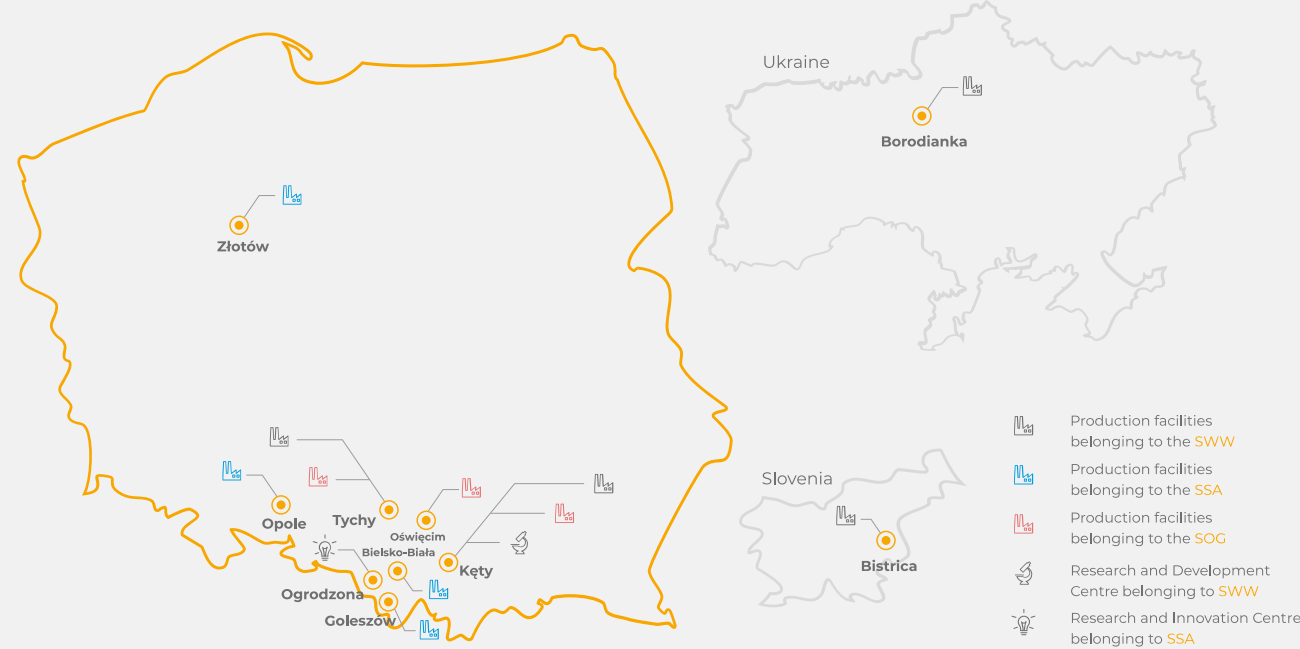 Ukraine
Borodianka
Złotów
Opole
Tychy
Oświęcim
Bielsko-Biała
Kęty
Ogrodzona
Goleszów
Slovenia
Bistrica
Production facilities
belonging to the SWW
Production facilities
belonging to the SSA
Production facilities
belonging to the SOG
Research and Development
Centre belonging to SWW
Research and Innovation Centre
belonging to SSA